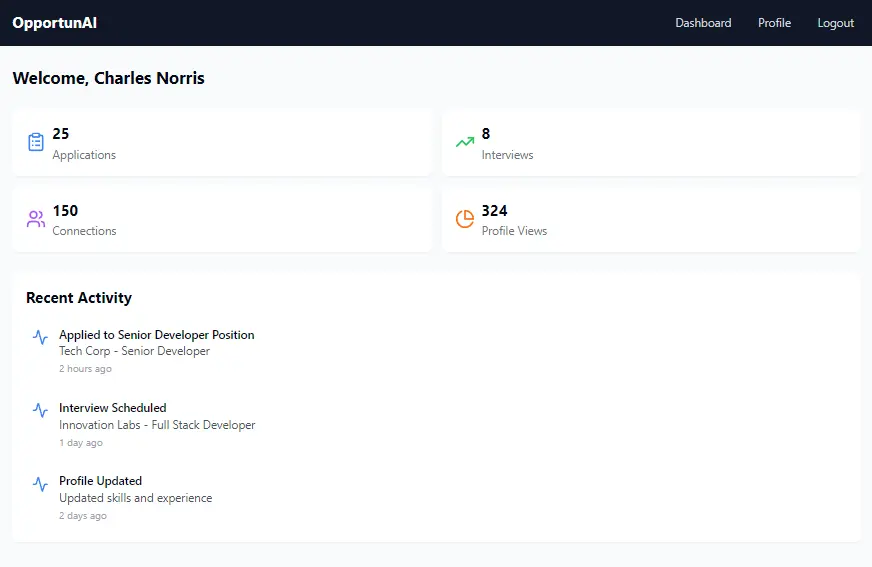 OpportunAI
Dashboard Profile Logout
Welcome, Charles Norris
25
Applications
8
Interviews
150
Connections
324
Profile Views
Recent Activity
Applied to Senior Developer Position
Tech Corp - Senior Developer
2 hours ago
Interview Scheduled
Innovation Labs - Full Stack Developer
1 day ago
Profile Updated
Updated skills and experience
2 days ago